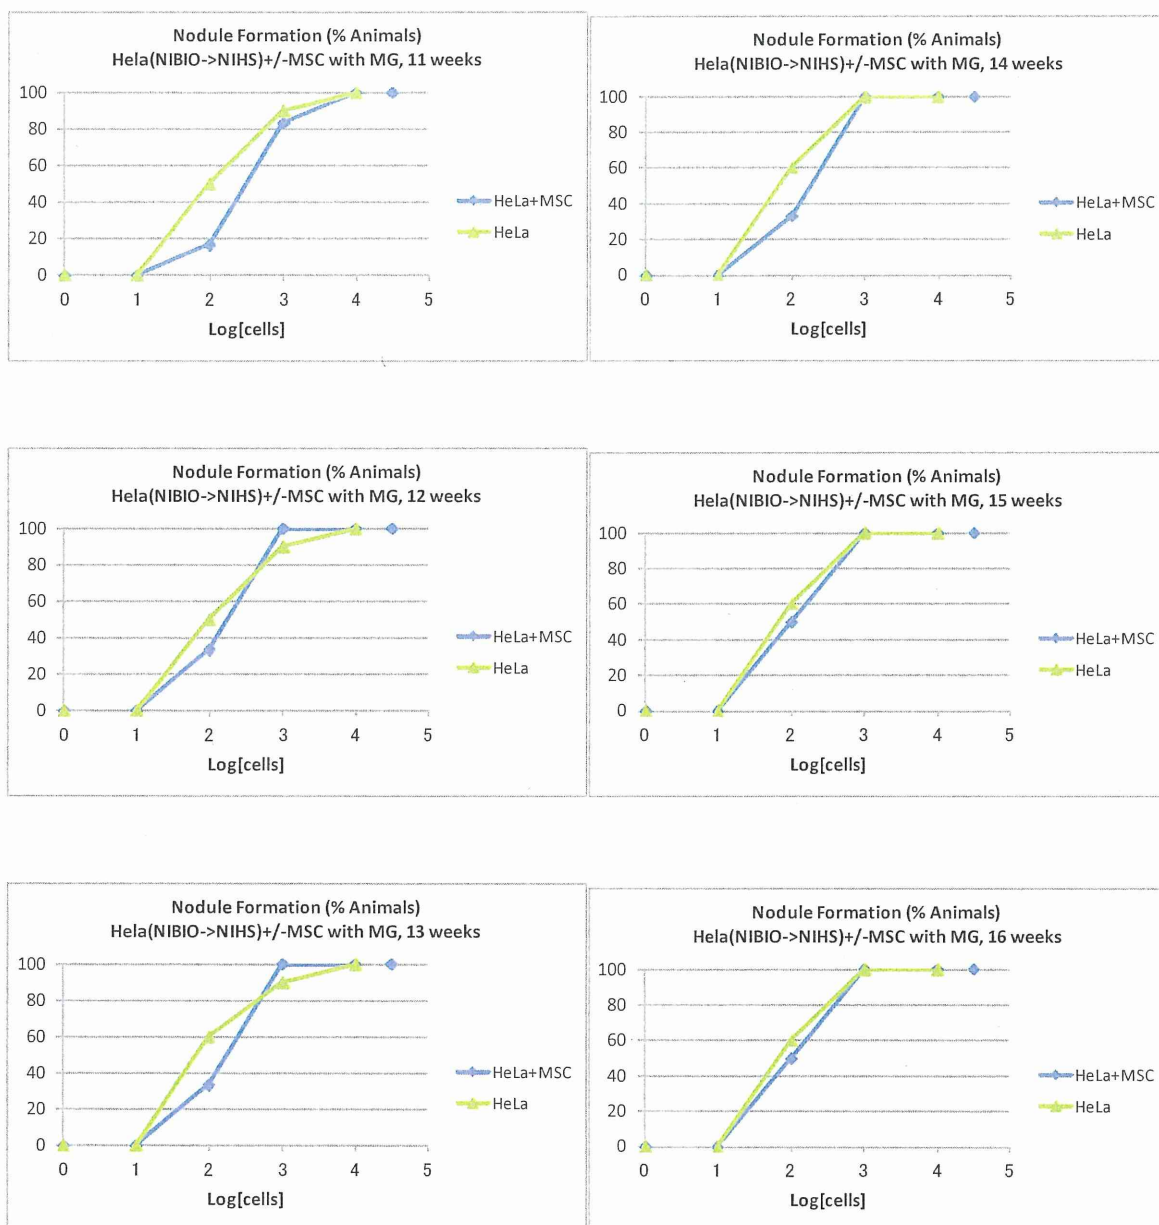 Nodule Formation (% Animals)
Hela(NIBIO->NIHS)+/-MSC with MG, 11 weeks
100
80
60
40
20
0
0 1 2 3 4 5
Log[cells]
HeLa+MSC
HeLa
Nodule Formation (% Animals)
Hela(NIBIO->NIHS)+/-MSC with MG, 14 weeks
100
80
60
40
20
0
0 1 2 3 4 5
Log[cells]
HeLa+MSC
HeLa
Nodule Formation (% Animals)
Hela(NIBIO->NIHS)+/-MSC with MG, 12 weeks
100
80
60
40
20
0
0 1 2 3 4 5
Log[cells]
HeLa+MSC
HeLa
Nodule Formation (% Animals)
Hela(NIBIO->NIHS)+/-MSC with MG, 15 weeks
100
80
60
40
20
0
0 1 2 3 4 5
Log[cells]
HeLa+MSC
HeLa
Nodule Formation (% Animals)
Hela(NIBIO->NIHS)+/-MSC with MG, 13 weeks
100
80
60
40
20
0
0 1 2 3 4 5
Log[cells]
HeLa+MSC
HeLa
Nodule Formation (% Animals)
Hela(NIBIO->NIHS)+/-MSC with MG, 16 weeks
100
80
60
40
20
0
0 1 2 3 4 5
Log[cells]
HeLa+MSC
HeLa